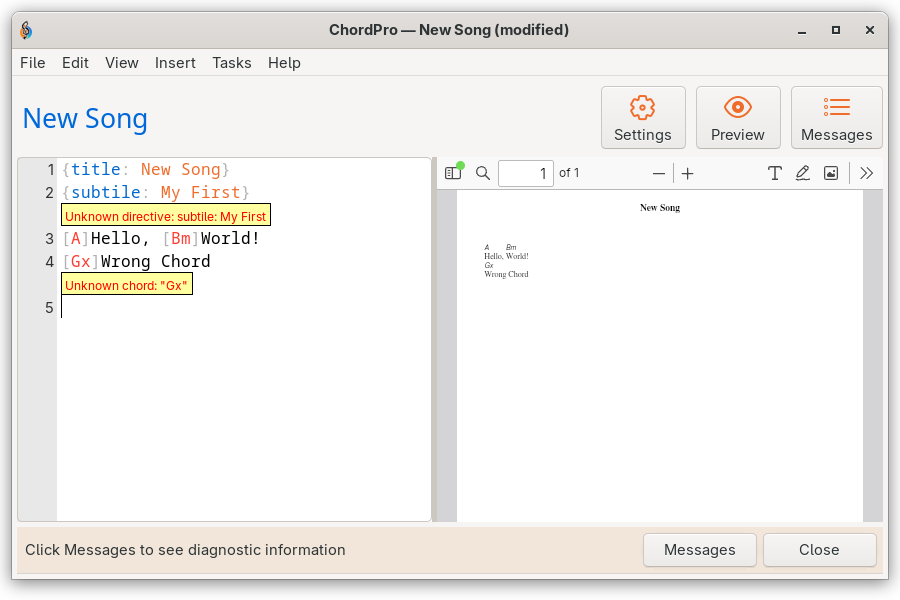 ChordPro — New Song (modified)
File Edit View Insert Tasks Help
New Song
Settings
Preview
Messages
1 {title: New Song}
2 {subtile: My First}
Unknown directive: subtile: My First
3 [A]Hello, [Bm]World!
4 [Gx]Wrong Chord
Unknown chord: "Gx"
5
1 of 1
T
New Song
A Bm
Hello, World!
Gx
Wrong Chord
Click Messages to see diagnostic information
Messages
Close